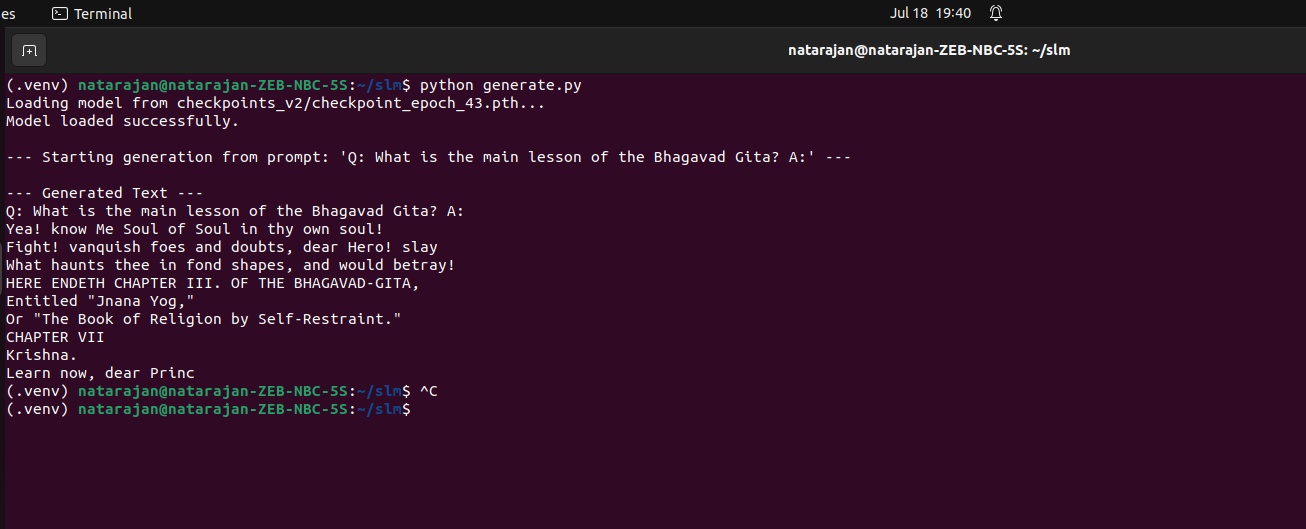 es Terminal Jul 18 19:40
natarajan@natarajan-ZEB-NBC-5S: ~/slm
(.venv) natarajan@natarajan-ZEB-NBC-5S:~/slm$ python generate.py
Loading model from checkpoints_v2/checkpoint_epoch_43.pth...
Model loaded successfully.
--- Starting generation from prompt: 'Q: What is the main lesson of the Bhagavad Gita? A:' ---
--- Generated Text ---
Q: What is the main lesson of the Bhagavad Gita? A:
Yea! know Me Soul of Soul in thy own soul!
Fight! vanquish foes and doubts, dear Hero! slay
What haunts thee in fond shapes, and would betray!
HERE ENDETH CHAPTER III. OF THE BHAGAVAD-GITA,
Entitled "Jnana Yog,"
Or "The Book of Religion by Self-Restraint."
CHAPTER VII
Krishna.
Learn now, dear Princ
(.venv) natarajan@natarajan-ZEB-NBC-5S:~/slm$ ^C
(.venv) natarajan@natarajan-ZEB-NBC-5S:~/slm$